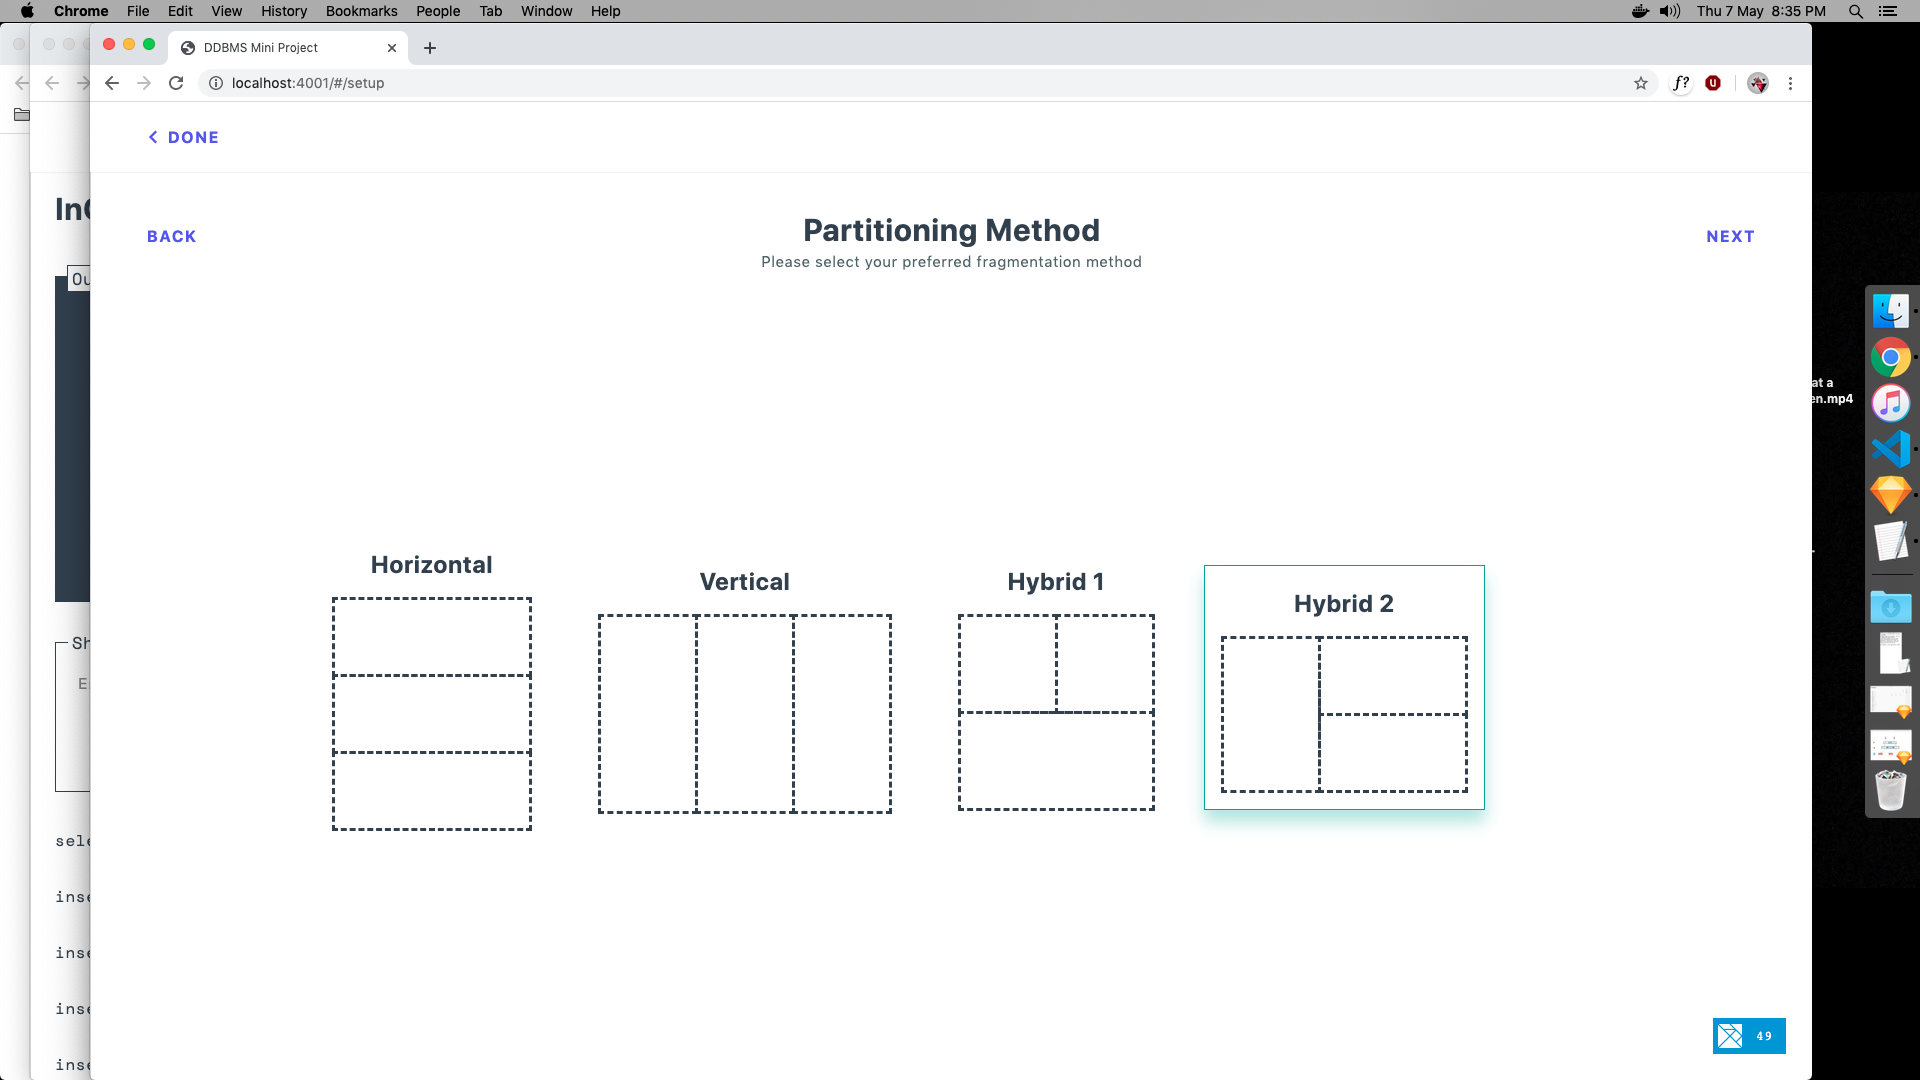 Chrome File Edit View History Bookmarks People Tab Window Help
Thu 7 May 8:35 PM
DDBMS Mini Project
localhost:4001/#/setup
f?
DONE
BACK
Partitioning Method
NEXT
Please select your preferred fragmentation method
Horizontal
Vertical
Hybrid 1
Hybrid 2
49
at a
en.mp4
Ou
Sh
E
sele
inse
inse
inse
inse